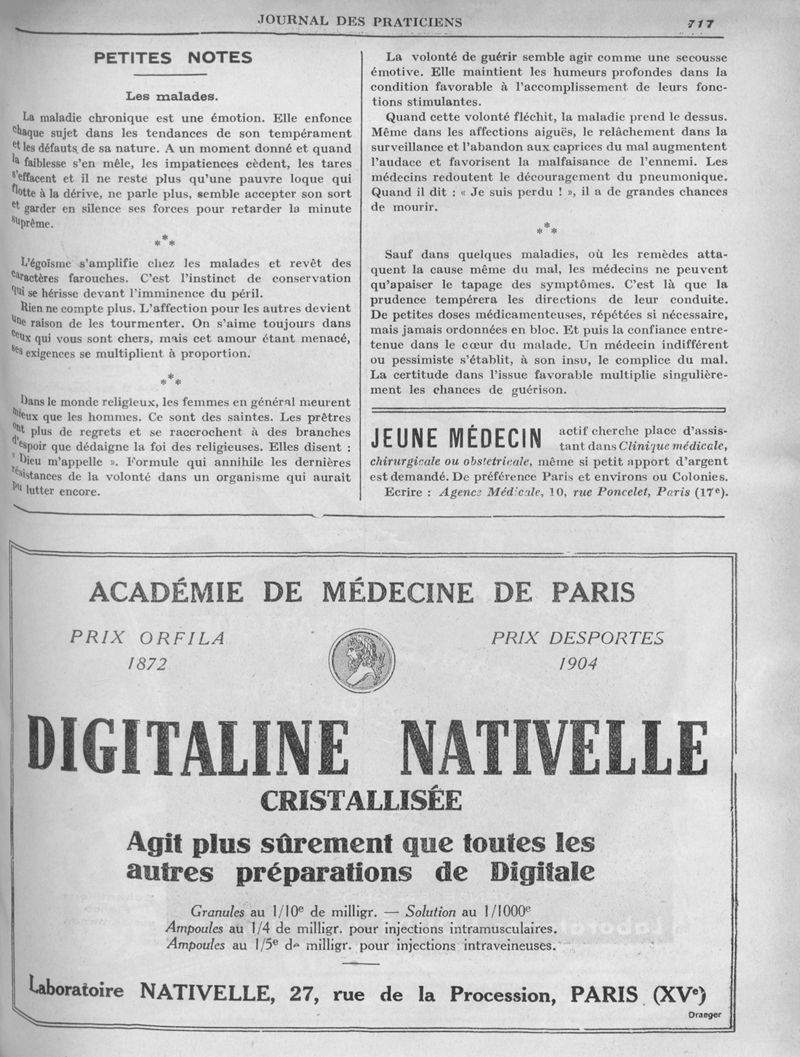 JOURNAL DES PRATICIENS
717
PETITES NOTES
Les malades.
La maladie chronique est une émotion. Elle enfonce
chaque sujet dans les tendances de son tempérament
et les défauts de sa nature. A un moment donné et quand
la faiblesse s'en mêle, les impatiences cèdent, les tares
s'effacent et il ne reste plus qu'une pauvre loque qui
flotte à la dérive, ne parle plus, semble accepter son sort
et garder en silence ses forces pour retarder la minute
suprême.
* * *
L'égoïsme s'amplifie chez les malades et revêt des
caractères farouches. C'est l'instinct de conservation
qui se hérisse devant l'imminence du péril.
Rien ne compte plus. L'affection pour les autres devient
une raison de les tourmenter. On s'aime toujours dans
ceux qui vous sont chers, mais cet amour étant menacé,
ses exigences se multiplient à proportion.
* * *
Dans le monde religieux, les femmes en général meurent
mieux que les hommes. Ce sont des saintes. Les prêtres
ont plus de regrets et se raccrochent à des branches
d'espoir que dédaigne la foi des religieuses. Elles disent :
« Dieu m'appelle ». Formule qui annihile les dernières
résistances de la volonté dans un organisme qui aurait
pu lutter encore.
La volonté de guérir semble agir comme une secousse
émotive. Elle maintient les humeurs profondes dans la
condition favorable à l'accomplissement de leurs fonc-
tions stimulantes.
Quand cette volonté fléchit, la maladie prend le dessus.
Même dans les affections aiguës, le relâchement dans la
surveillance et l'abandon aux caprices du mal augmentent
l'audace et favorisent la malfaisance de l'ennemi. Les
médecins redoutent le découragement du pneumonique.
Quand il dit : « Je suis perdu ! », il a de grandes chances
de mourir.
* * *
Sauf dans quelques maladies, où les remèdes atta-
quent la cause même du mal, les médecins ne peuvent
qu'apaiser le tapage des symptômes. C'est là que la
prudence tempérera les directions de leur conduite.
De petites doses médicamenteuses, répétées si nécessaire,
mais jamais ordonnées en bloc. Et puis la confiance entre-
tenue dans le cœur du malade. Un médecin indifférent
ou pessimiste s'établit, à son insu, le complice du mal.
La certitude dans l'issue favorable multiplie singulière-
ment les chances de guérison.
JEUNE MÉDECIN actif cherche place d'assis-
tant dans Clinique médicale,
chirurgicale ou obstetricale, même si petit apport d'argent
est demandé. De préférence Paris et environs ou Colonies.
Ecrire : Agence Médicale, 10, rue Poncelet, Paris (17e).
ACADÉMIE DE MÉDECINE DE PARIS
PRIX ORFILA
1872
PRIX DESPORTES
1904
DIGITALINE NATIVELLE
CRISTALLISÉE
Agit plus sûrement que toutes les
autres préparations de Digitale
Granules au 1/10e de milligr. — Solution au 1/1000e
Ampoules au 1/4 de milligr. pour injections intramusculaires.
Ampoules au 1/5e de milligr. pour injections intraveineuses.
Laboratoire NATIVELLE, 27, rue de la Procession, PARIS (XVe)
Draeger